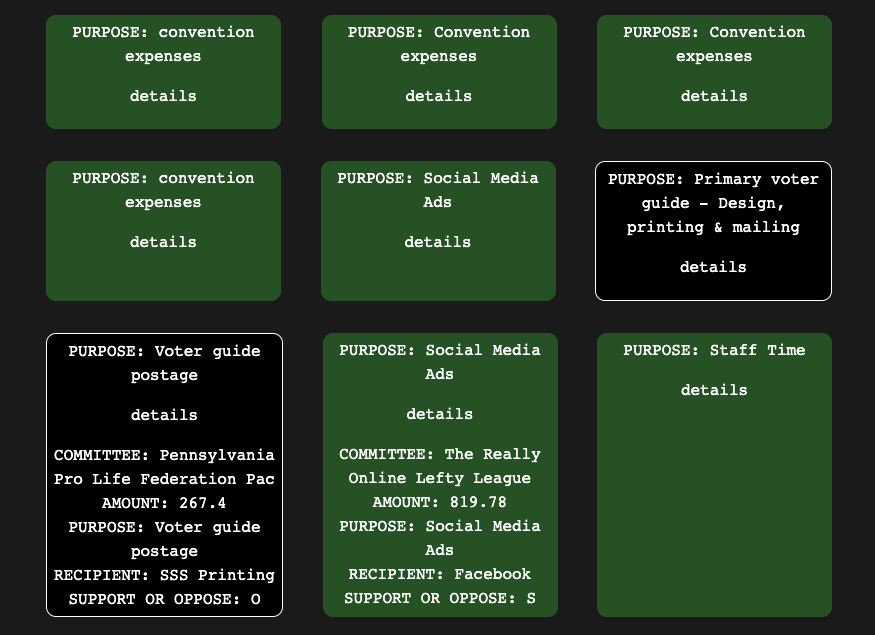 PURPOSE: convention
expenses
details
PURPOSE: Convention
expenses
details
PURPOSE: Convention
expenses
details
PURPOSE: convention
expenses
details
PURPOSE: Social Media
Ads
details
PURPOSE: Primary voter
guide - Design,
printing & mailing
details
PURPOSE: Voter guide
postage
details
COMMITTEE: Pennsylvania
Pro Life Federation Pac
AMOUNT: 267.4
PURPOSE: Voter guide
postage
RECIPIENT: SSS Printing
SUPPORT OR OPPOSE: O
PURPOSE: Social Media
Ads
details
COMMITTEE: The Really
Online Lefty League
AMOUNT: 819.78
PURPOSE: Social Media
Ads
RECIPIENT: Facebook
SUPPORT OR OPPOSE: S
PURPOSE: Staff Time
details